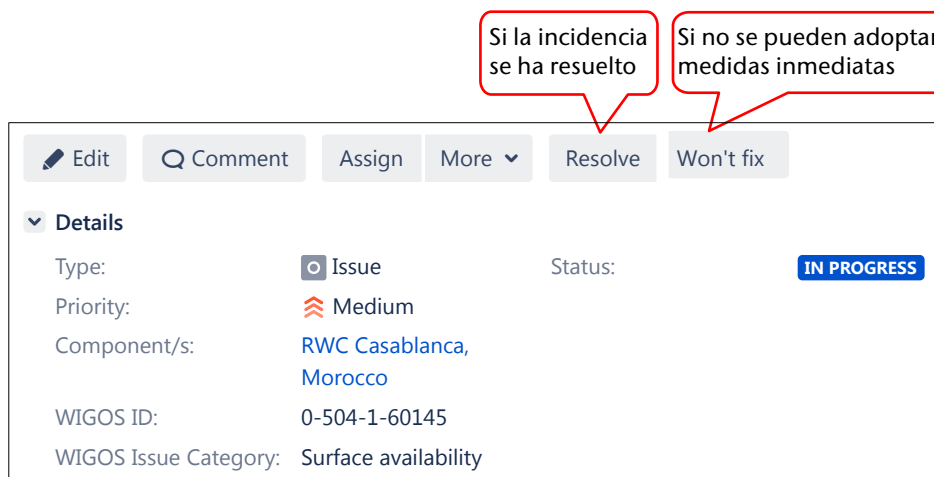 Si la incidencia
se ha resuelto
Si no se pueden adoptar
medidas inmediatas
Edit Comment Assign More Resolve Won't fix
Details
Type: Issue Status: IN PROGRESS
Priority: Medium
Component/s: RWC Casablanca,
Morocco
WIGOS ID: 0-504-1-60145
WIGOS Issue Category: Surface availability